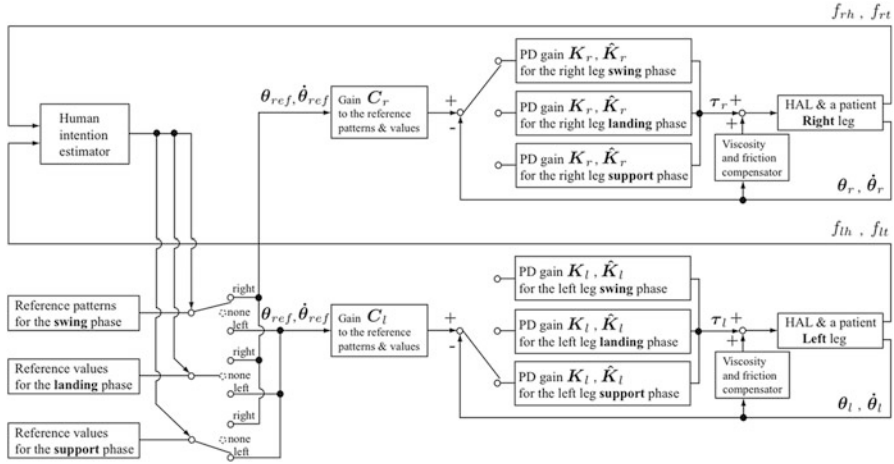 f_rh , f_rt
Human
intention
estimator
θ_ref, θ̇_ref
Gain C_r
to the reference
patterns & values
+
-
PD gain K_r , K̂_r
for the right leg swing phase
PD gain K_r , K̂_r
for the right leg landing phase
PD gain K_r , K̂_r
for the right leg support phase
τ_r +
+
Viscosity
and friction
compensator
HAL & a patient
Right leg
θ_r , θ̇_r
f_lh , f_lt
Reference patterns
for the swing phase
right
none
left
Reference values
for the landing phase
right
none
left
Reference values
for the support phase
right
none
left
θ_ref, θ̇_ref
Gain C_l
to the reference
patterns & values
+
-
PD gain K_l , K̂_l
for the left leg swing phase
PD gain K_l , K̂_l
for the left leg landing phase
PD gain K_l , K̂_l
for the left leg support phase
τ_l +
+
Viscosity
and friction
compensator
HAL & a patient
Left leg
θ_l , θ̇_l